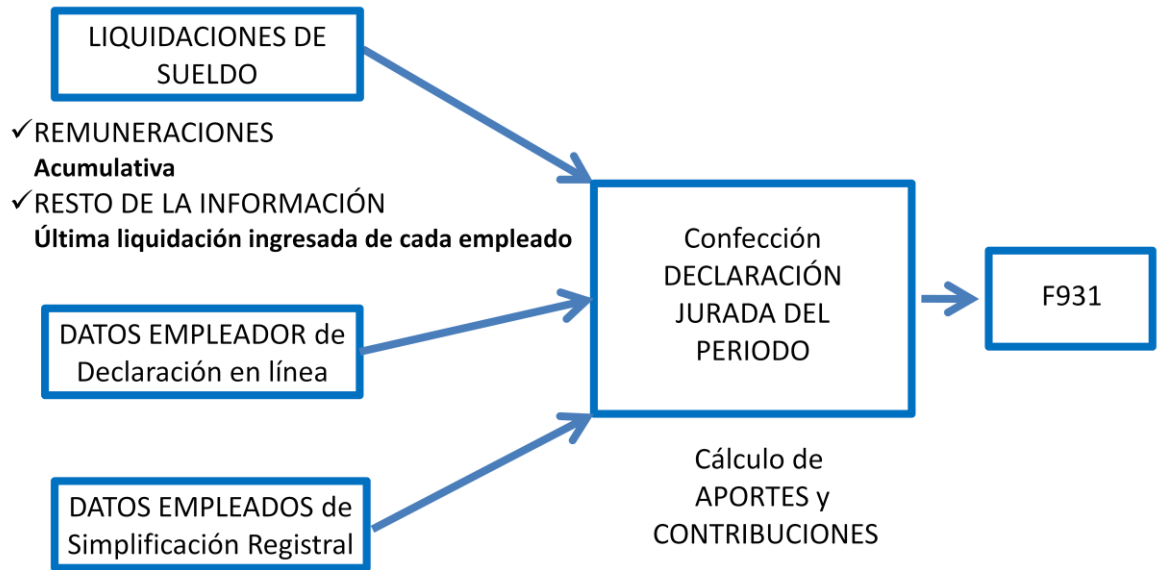 LIQUIDACIONES DE
SUELDO
✓REMUNERACIONES
Acumulativa
✓RESTO DE LA INFORMACIÓN
Última liquidación ingresada de cada empleado
DATOS EMPLEADOR de
Declaración en línea
DATOS EMPLEADOS de
Simplificación Registral
Confección
DECLARACIÓN
JURADA DEL
PERIODO
Cálculo de
APORTES y
CONTRIBUCIONES
F931